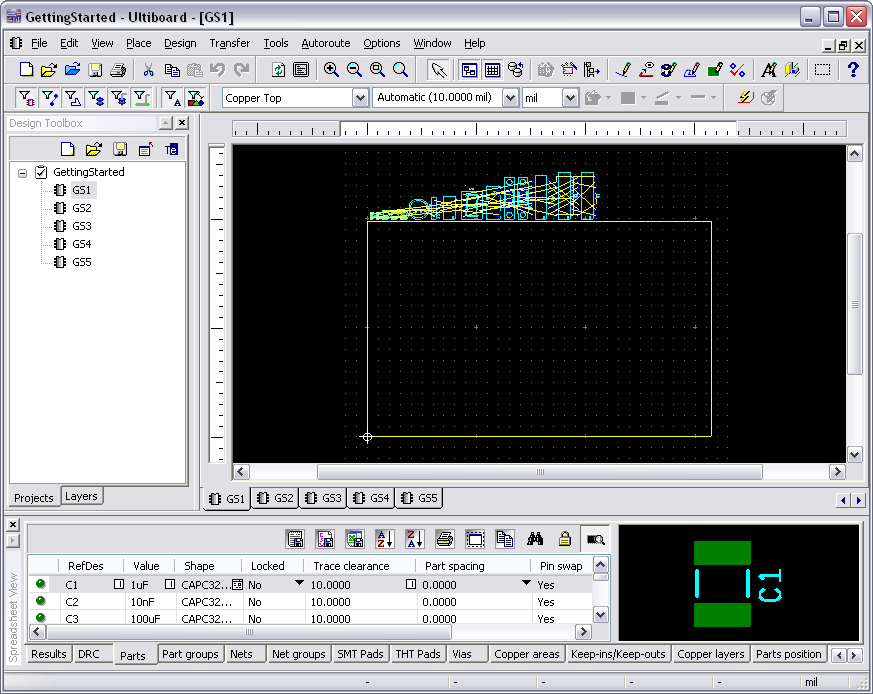 GettingStarted - Ultiboard - [GS1]
File Edit View Place Design Transfer Tools Autoroute Options Window Help
Copper Top Automatic (10.0000 mil) mil
Design Toolbox
GettingStarted
GS1
GS2
GS3
GS4
GS5
Projects Layers
GS1 GS2 GS3 GS4 GS5
Spreadsheet View
RefDes Value Shape Locked Trace clearance Part spacing Pin swap
C1 1uF CAPC32... No 10.0000 0.0000 Yes
C2 10nF CAPC32... No 10.0000 0.0000 Yes
C3 100uF CAPC32... No 10.0000 0.0000 Yes
C1
Results DRC Parts Part groups Nets Net groups SMT Pads THT Pads Vias Copper areas Keep-ins/Keep-outs Copper layers Parts position
- - - - - mil